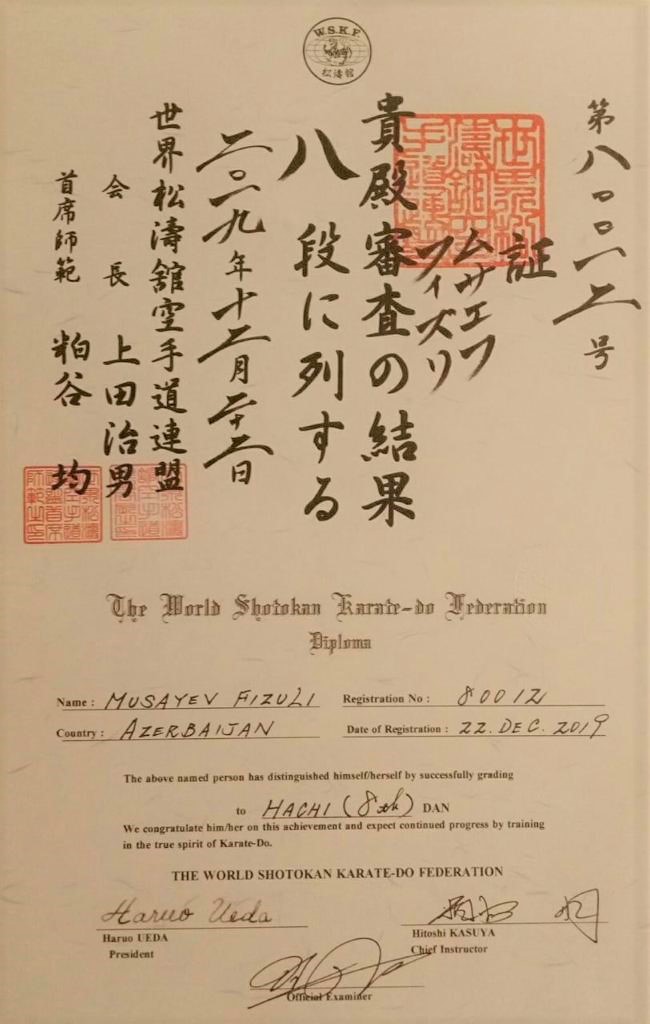 W.S.K.F.
松濤舘
第八〇〇一二号
証
ムサエフ
フィズリ
貴殿審査の結果
八段に列する
二〇一九年十二月二十二日
世界松濤舘空手道連盟
会長 上田治男
首席師範 粕谷 均
The World Shotokan Karate-do Federation
Diploma
Name : MUSAYEV FIZULI Registration No : 80012
Country : AZERBAIJAN Date of Registration : 22. DEC. 2019
The above named person has distinguished himself/herself by successfully grading
to HACHI (8th) DAN
We congratulate him/her on this achievement and expect continued progress by training
in the true spirit of Karate-Do.
THE WORLD SHOTOKAN KARATE-DO FEDERATION
Haruo Ueda
Haruo UEDA Hitoshi KASUYA
President Chief Instructor
Official Examiner